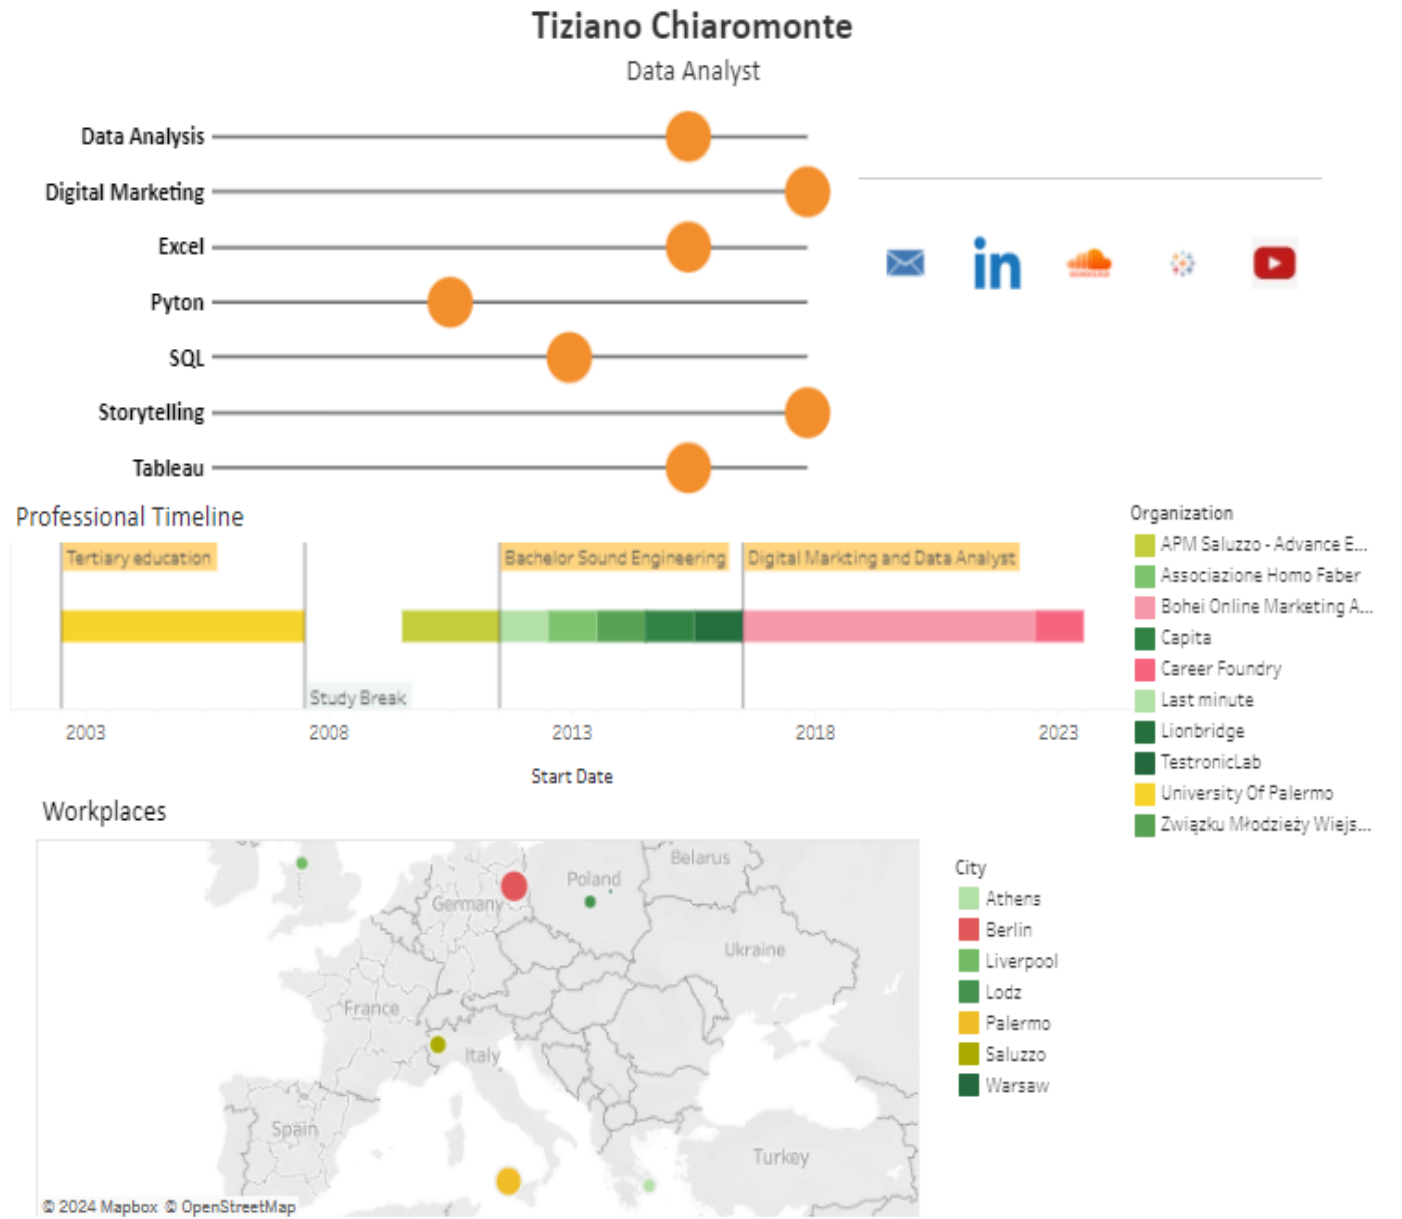 Tiziano Chiaromonte
Data Analyst
Data Analysis
Digital Marketing
Excel
Pyton
SQL
Storytelling
Tableau
Professional Timeline
Tertiary education
Bachelor Sound Engineering
Digital Markting and Data Analyst
Study Break
2003
2008
2013
2018
2023
Start Date
Organization
APM Saluzzo - Advance E...
Associazione Homo Faber
Bohei Online Marketing A...
Capita
Career Foundry
Last minute
Lionbridge
TestronicLab
University Of Palermo
Związku Młodzieży Wiejs...
Workplaces
Belarus
Poland
Germany
Ukraine
France
Italy
Spain
Turkey
© 2024 Mapbox © OpenStreetMap
City
Athens
Berlin
Liverpool
Lodz
Palermo
Saluzzo
Warsaw